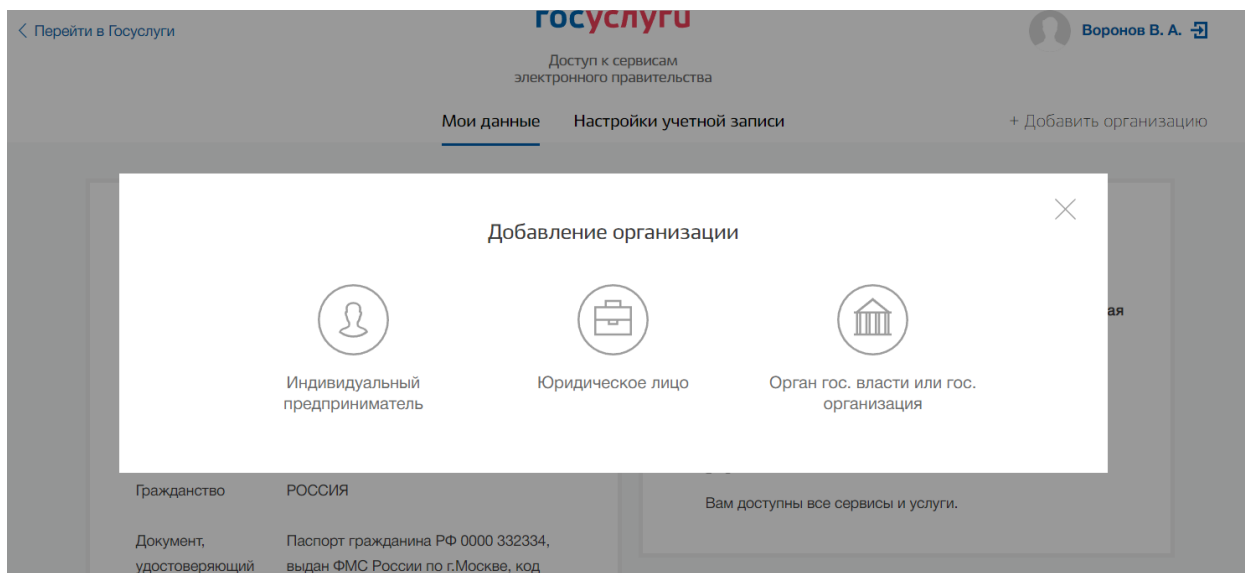 Перейти в Госуслуги
госуслуги
Воронов В. А.
Доступ к сервисам
электронного правительства
Мои данные
Настройки учетной записи
+ Добавить организацию
Добавление организации
Индивидуальный
предприниматель
Юридическое лицо
Орган гос. власти или гос.
организация
ая
Гражданство РОССИЯ
Вам доступны все сервисы и услуги.
Документ, Паспорт гражданина РФ 0000 332334,
удостоверяющий выдан ФМС России по г.Москве, код